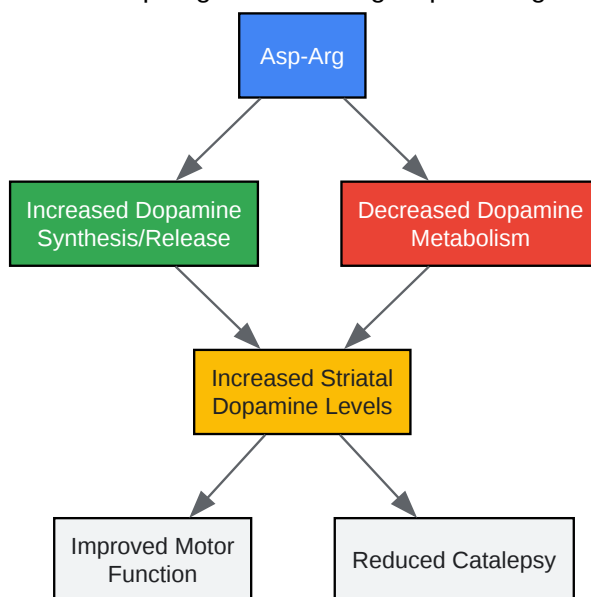 Asp-Arg
Increased Dopamine
Synthesis/Release
Decreased Dopamine
Metabolism
Increased Striatal
Dopamine Levels
Improved Motor
Function
Reduced Catalepsy